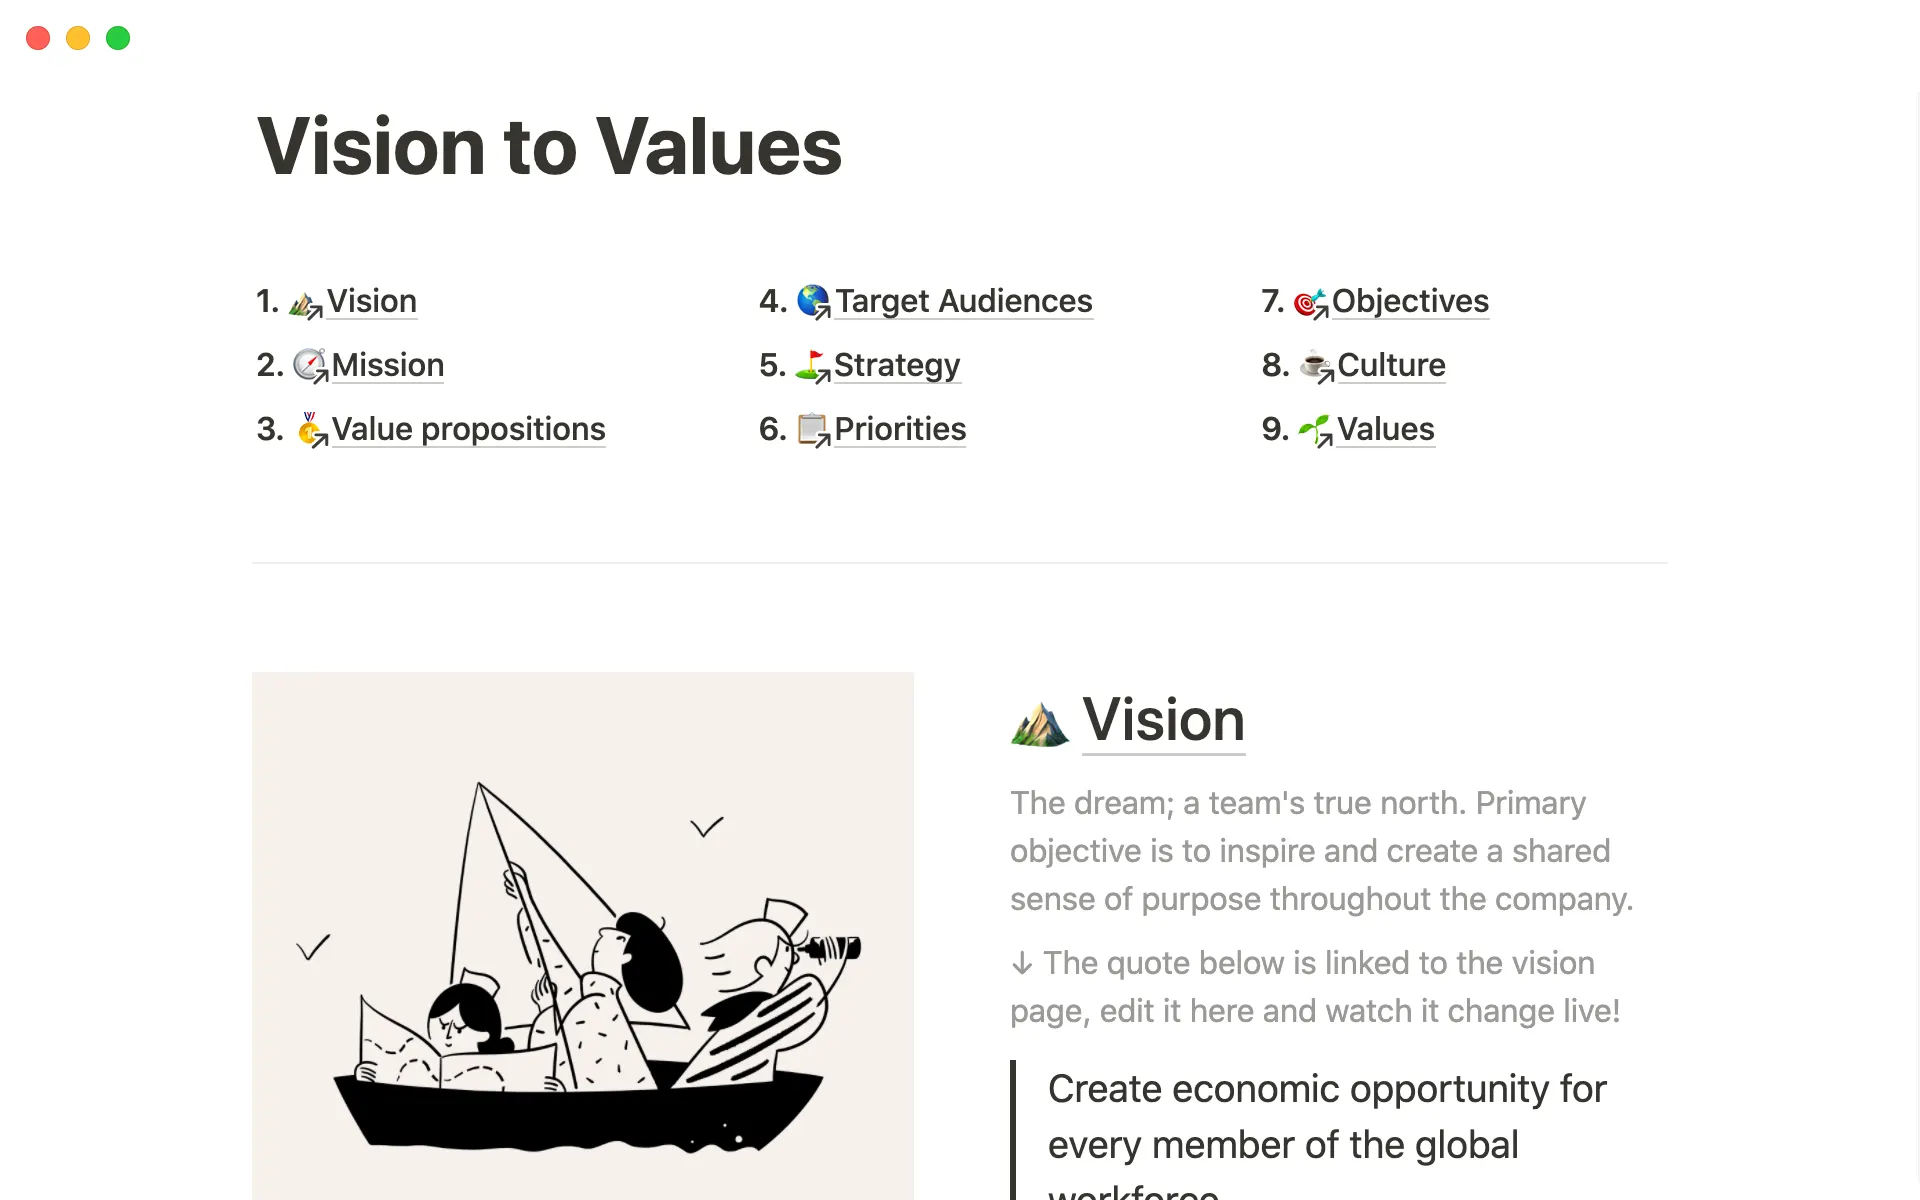 Vision to Values
1. Vision
2. Mission
3. Value propositions
4. Target Audiences
5. Strategy
6. Priorities
7. Objectives
8. Culture
9. Values
Vision
The dream; a team's true north. Primary
objective is to inspire and create a shared
sense of purpose throughout the company.
↓ The quote below is linked to the vision
page, edit it here and watch it change live!
Create economic opportunity for
every member of the global
workforce